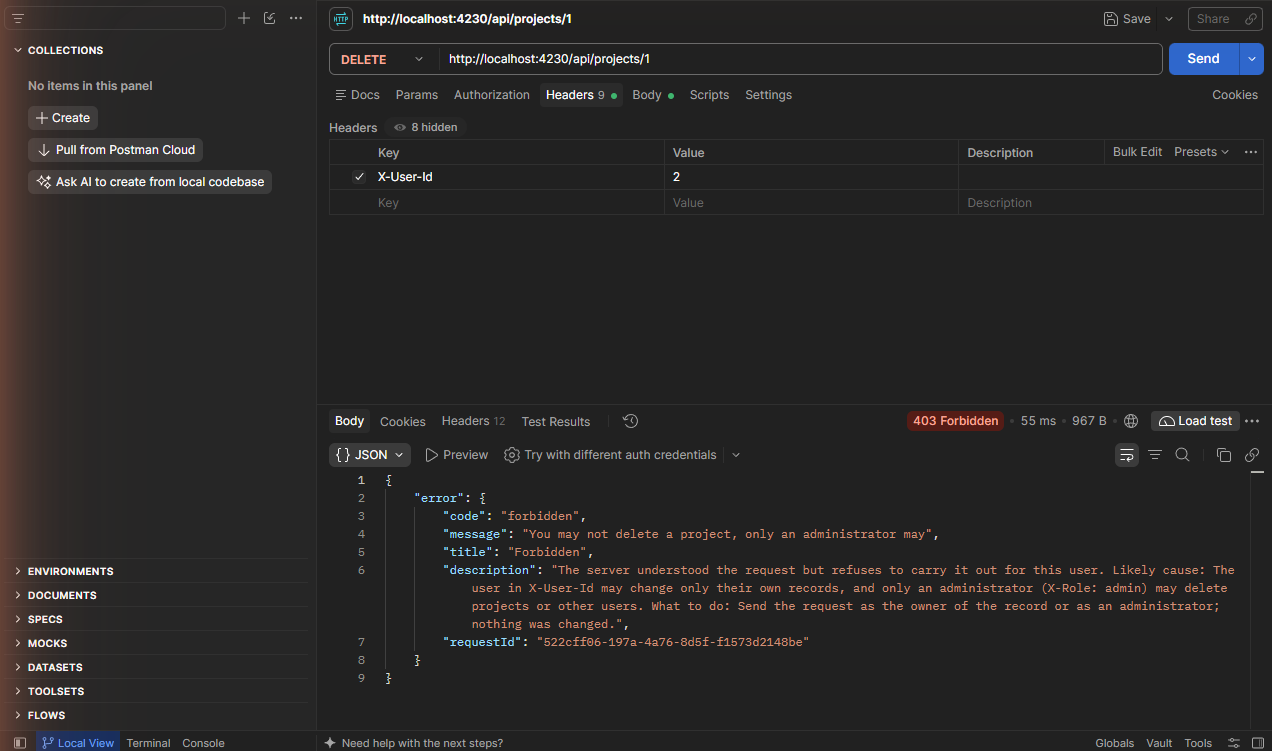 HTTP http://localhost:4230/api/projects/1 Save Share
COLLECTIONS
No items in this panel
Create
Pull from Postman Cloud
Ask AI to create from local codebase
ENVIRONMENTS
DOCUMENTS
SPECS
MOCKS
DATASETS
TOOLSETS
FLOWS
DELETE http://localhost:4230/api/projects/1 Send
Docs Params Authorization Headers 9 Body Scripts Settings Cookies
Headers 8 hidden
Key Value Description Bulk Edit Presets
X-User-Id 2
Key Value Description
Body Cookies Headers 12 Test Results 403 Forbidden 55 ms 967 B Load test
{} JSON Preview Try with different auth credentials
1 {
2 "error": {
3 "code": "forbidden",
4 "message": "You may not delete a project, only an administrator may",
5 "title": "Forbidden",
6 "description": "The server understood the request but refuses to carry it out for this user. Likely cause: The
user in X-User-Id may change only their own records, and only an administrator (X-Role: admin) may delete
projects or other users. What to do: Send the request as the owner of the record or as an administrator;
nothing was changed.",
7 "requestId": "522cff06-197a-4a76-8d5f-f1573d2148be"
8 }
9 }
Local View Terminal Console Need help with the next steps? Globals Vault Tools